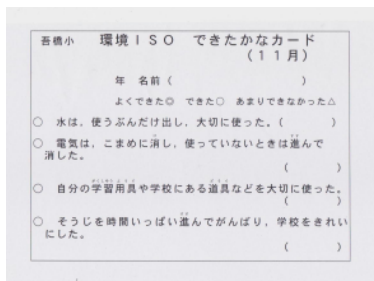 吾橋小 環境ISO できたかなカード
(11月)
年 名前( )
よくできた◎ できた○ あまりできなかった△
○ 水は,使うぶんだけ出し,大切に使った。( )
○ 電気は,こまめに消し,使っていないときは進んで
消した。
( )
○ 自分の学習用具や学校にある道具などを大切に使った。
( )
○ そうじを時間いっぱい進んでがんばり,学校をきれい
にした。
( )